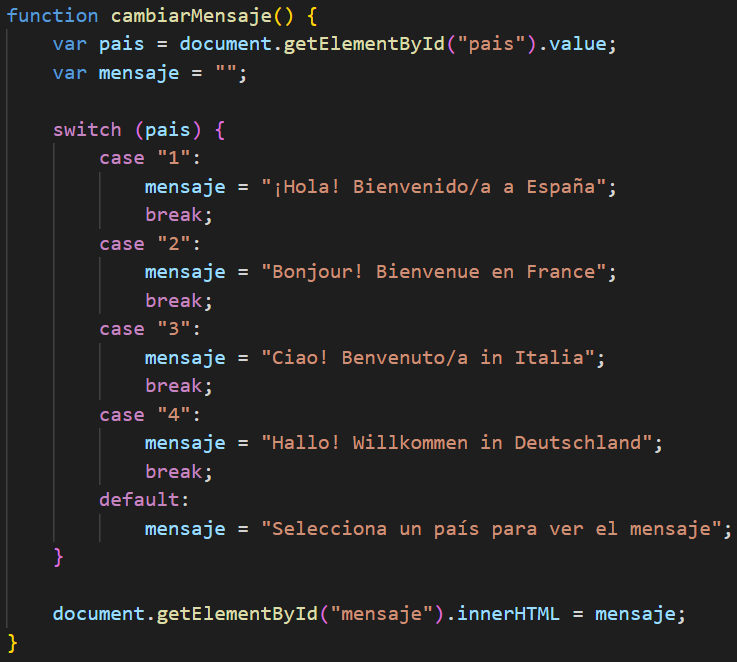 function cambiarMensaje() {
    var pais = document.getElementById("pais").value;
    var mensaje = "";

    switch (pais) {
        case "1":
            mensaje = "¡Hola! Bienvenido/a a España";
            break;
        case "2":
            mensaje = "Bonjour! Bienvenue en France";
            break;
        case "3":
            mensaje = "Ciao! Benvenuto/a in Italia";
            break;
        case "4":
            mensaje = "Hallo! Willkommen in Deutschland";
            break;
        default:
            mensaje = "Selecciona un país para ver el mensaje";
    }

    document.getElementById("mensaje").innerHTML = mensaje;
}